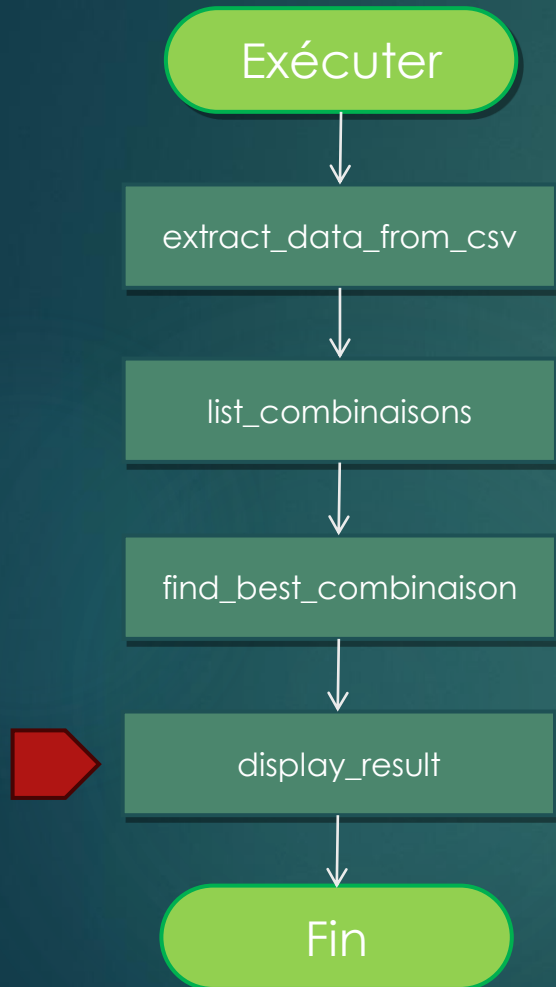 Exécuter
extract_data_from_csv
list_combinaisons
find_best_combinaison
display_result
Fin